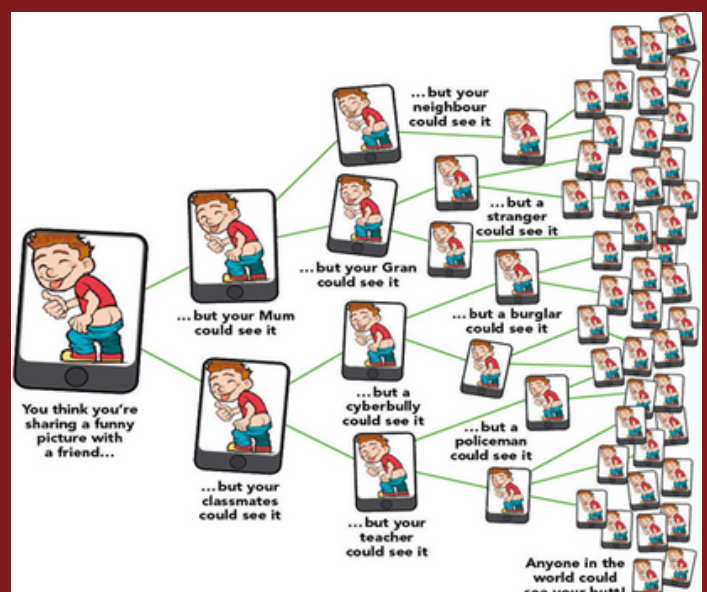 ...but your
neighbour
could see it
...but a
stranger
could see it
...but your Gran
could see it
...but your Mum
could see it
...but a burglar
could see it
You think you're
sharing a funny
picture with
a friend...
...but a
cyberbully
could see it
...but a
policeman
could see it
...but your
classmates
could see it
...but your
teacher
could see it
Anyone in the
world could
see your butt!